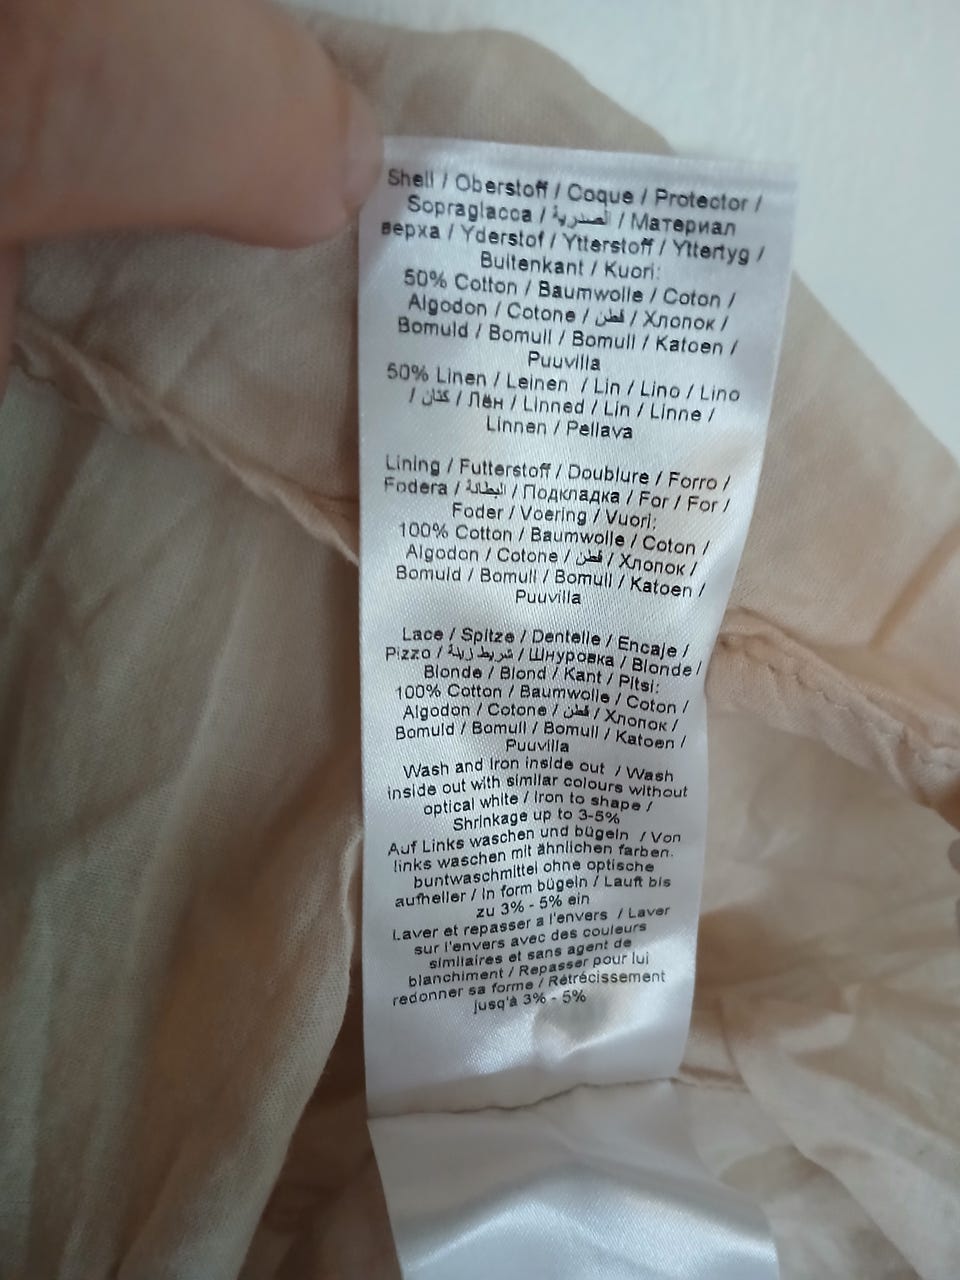 Shell / Oberstoff / Coque / Protector /
Sopraglacca / الصدرية / Материал
верха / Yderstof / Ytterstoff / Yttertyg /
Buitenkant / Kuori:
50% Cotton / Baumwolle / Coton /
Algodon / Cotone / قطن / Хлопок /
Bomuld / Bomull / Bomull / Katoen /
Puuvilla
50% Linen / Leinen / Lin / Lino / Lino
/ كتان / Лён / Linned / Lin / Linne /
Linnen / Pellava
Lining / Futterstoff / Doublure / Forro /
Fodera / البطانة / Подкладка / For / For /
Foder / Voering / Vuori:
100% Cotton / Baumwolle / Coton /
Algodon / Cotone / قطن / Хлопок /
Bomuld / Bomull / Bomull / Katoen /
Puuvilla
Lace / Spitze / Dentelle / Encaje /
Pizzo / شريط زينة / Шнуровка / Blonde /
Blonde / Blond / Kant / Pitsi:
100% Cotton / Baumwolle / Coton /
Algodon / Cotone / قطن / Хлопок /
Bomuld / Bomull / Bomull / Katoen /
Puuvilla
Wash and Iron inside out / Wash
inside out with similar colours without
optical white / Iron to shape /
Shrinkage up to 3-5%
Auf Links waschen und bügeln / Von
links waschen mit ähnlichen farben.
buntwaschmittel ohne optische
aufheller / In form bügeln / Lauft bis
zu 3% - 5% ein
Laver et repasser a l'envers / Laver
sur l'envers avec des couleurs
similaires et sans agent de
blanchiment / Repasser pour lui
redonner sa forme / Rétrécissement
jusq'à 3% - 5%